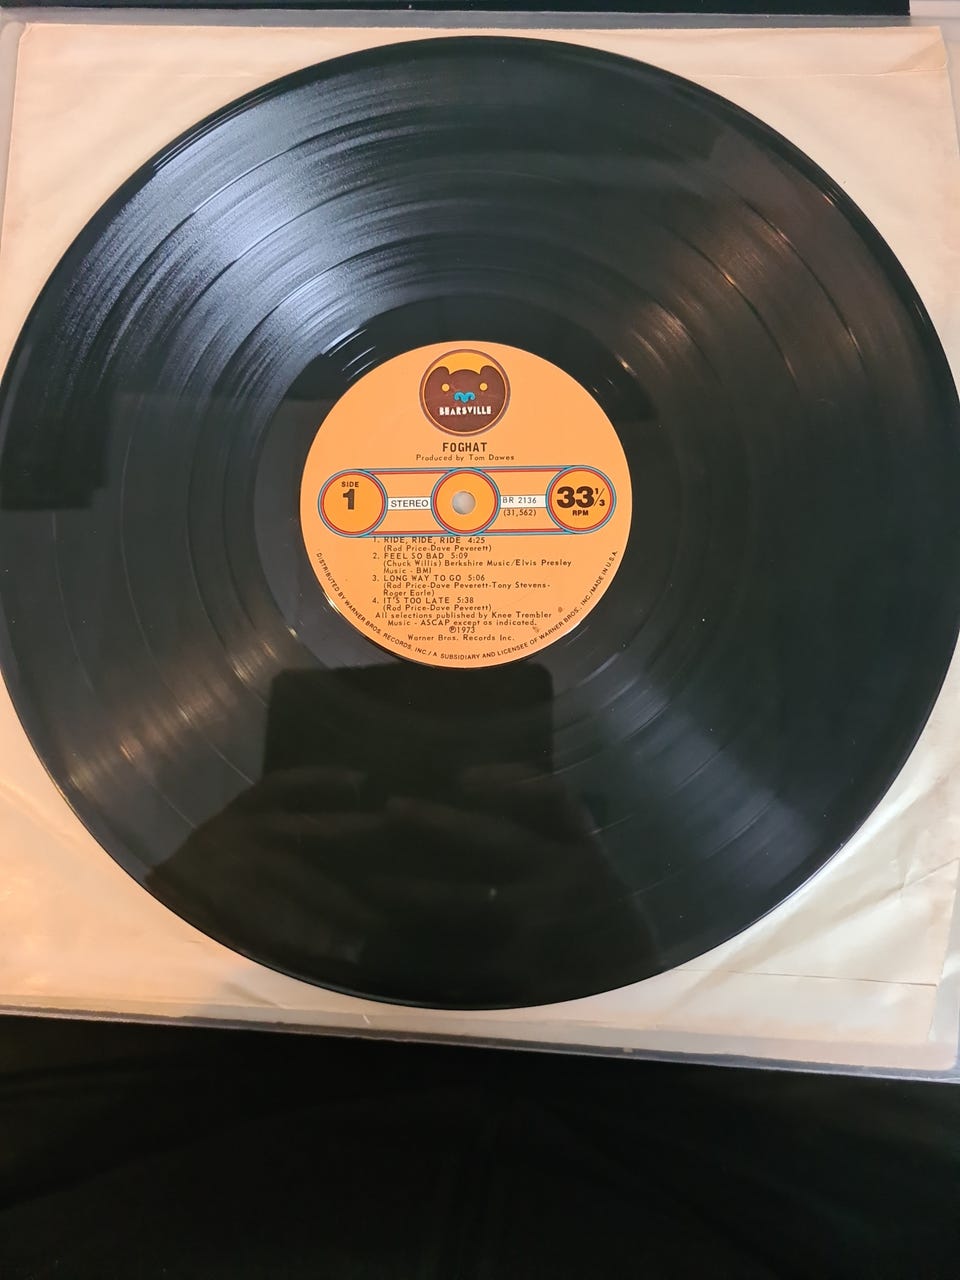 BEARSVILLE
FOGHAT
Produced by Tom Dawes
SIDE
1
STEREO
BR 2136
(31,562)
33⅓
RPM
1. RIDE, RIDE, RIDE 4:25
(Rod Price-Dave Peverett)
2. FEEL SO BAD 5:09
(Chuck Willis) Berkshire Music/Elvis Presley
Music - BMI
3. LONG WAY TO GO 5:06
(Rod Price-Dave Peverett-Tony Stevens-
Roger Earle)
4. IT'S TOO LATE 5:38
(Rod Price-Dave Peverett)
All selections published by Knee Trembler
Music - ASCAP except as indicated.
℗1973
Warner Bros. Records Inc.
DISTRIBUTED BY WARNER BROS. RECORDS, INC./A SUBSIDIARY AND LICENSEE OF WARNER BROS., INC./MADE IN U.S.A.